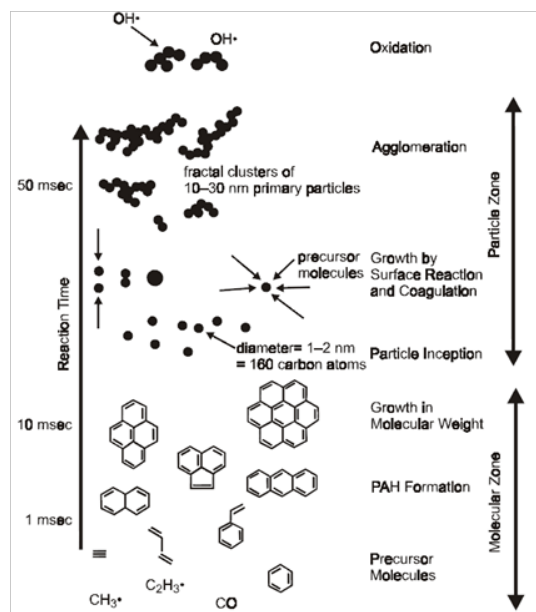 OH•
OH•
Oxidation
Agglomeration
fractal clusters of
10–30 nm primary particles
50 msec
Particle Zone
precursor
molecules
Growth by
Surface Reaction
and Coagulation
Reaction Time
diameter= 1–2 nm
= 160 carbon atoms
Particle Inception
Growth in
Molecular Weight
10 msec
PAH Formation
Molecular Zone
1 msec
Precursor
Molecules
C₂H₃•
CH₃•
CO